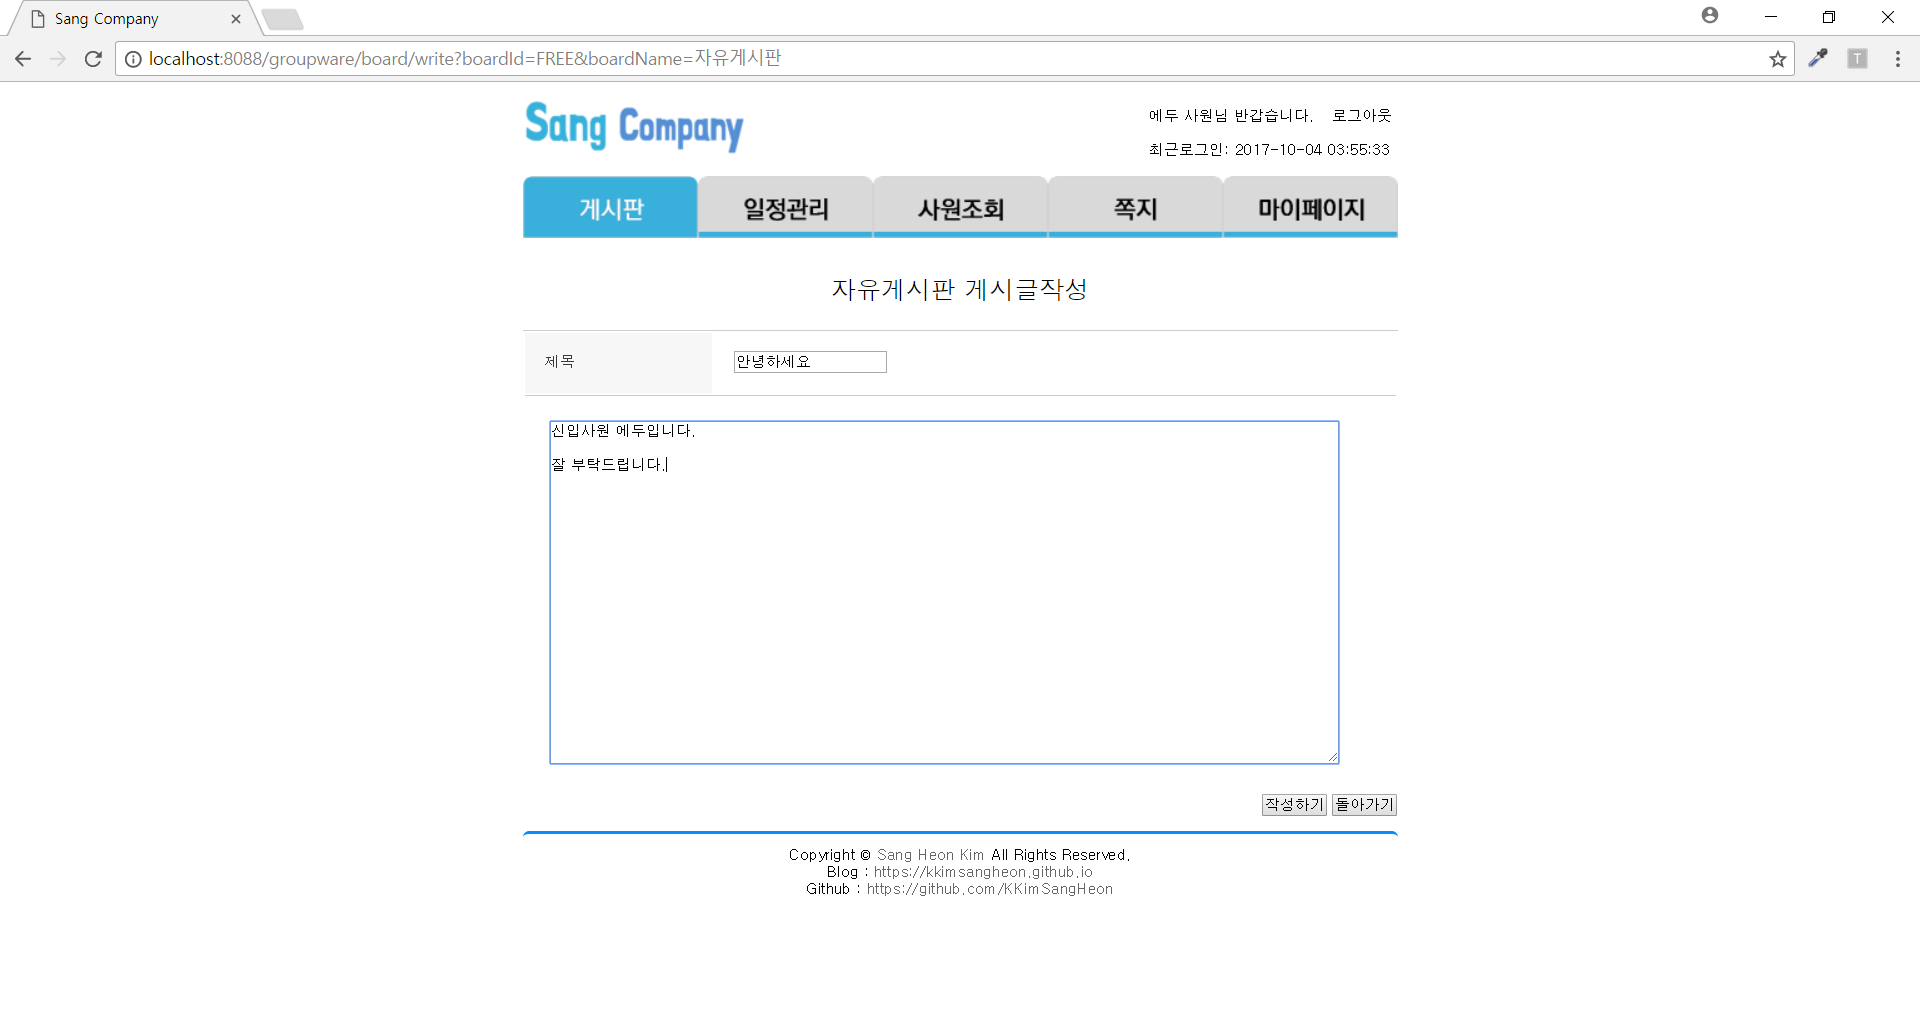 Sang Company
localhost:8088/groupware/board/write?boardId=FREE&boardName=자유게시판
T
Sang Company
에두 사원님 반갑습니다. 로그아웃
최근로그인: 2017-10-04 03:55:33
게시판 일정관리 사원조회 쪽지 마이페이지
자유게시판 게시글작성
제목 안녕하세요
신입사원 에두입니다.
잘 부탁드립니다.
작성하기 돌아가기
Copyright © Sang Heon Kim All Rights Reserved.
Blog : https://kkimsangheon.github.io
Github : https://github.com/KKimSangHeon